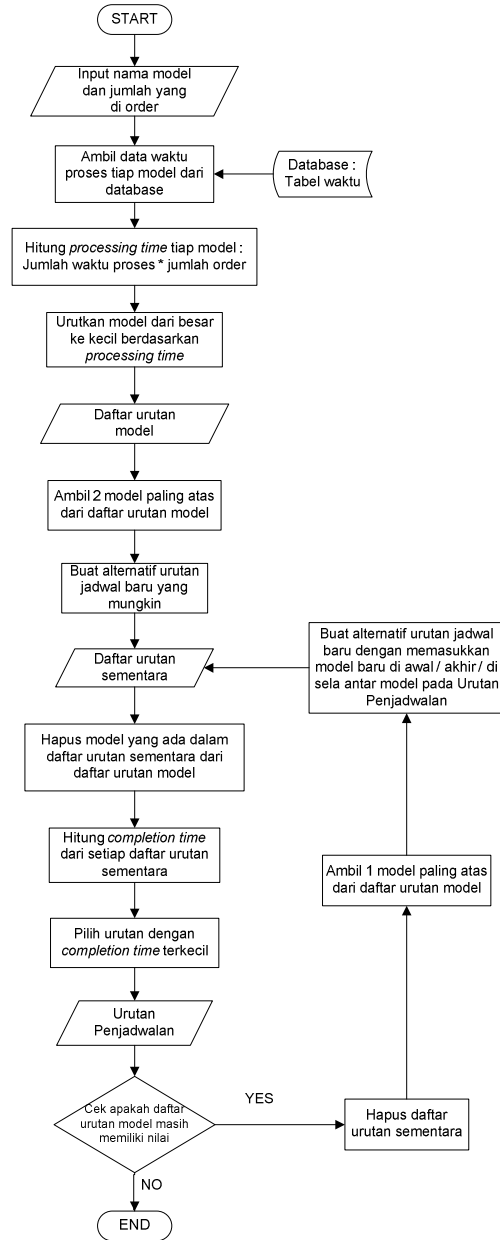 START
Input nama model
dan jumlah yang
di order
Ambil data waktu
proses tiap model dari
database
Database :
Tabel waktu
Hitung processing time tiap model :
Jumlah waktu proses * jumlah order
Urutkan model dari besar
ke kecil berdasarkan
processing time
Daftar urutan
model
Ambil 2 model paling atas
dari daftar urutan model
Buat alternatif urutan
jadwal baru yang
mungkin
Daftar urutan
sementara
Buat alternatif urutan jadwal
baru dengan memasukkan
model baru di awal / akhir / di
sela antar model pada Urutan
Penjadwalan
Hapus model yang ada dalam
daftar urutan sementara dari
daftar urutan model
Hitung completion time
dari setiap daftar urutan
sementara
Ambil 1 model paling atas
dari daftar urutan model
Pilih urutan dengan
completion time terkecil
Urutan
Penjadwalan
Cek apakah daftar
urutan model masih
memiliki nilai
YES
Hapus daftar
urutan sementara
NO
END